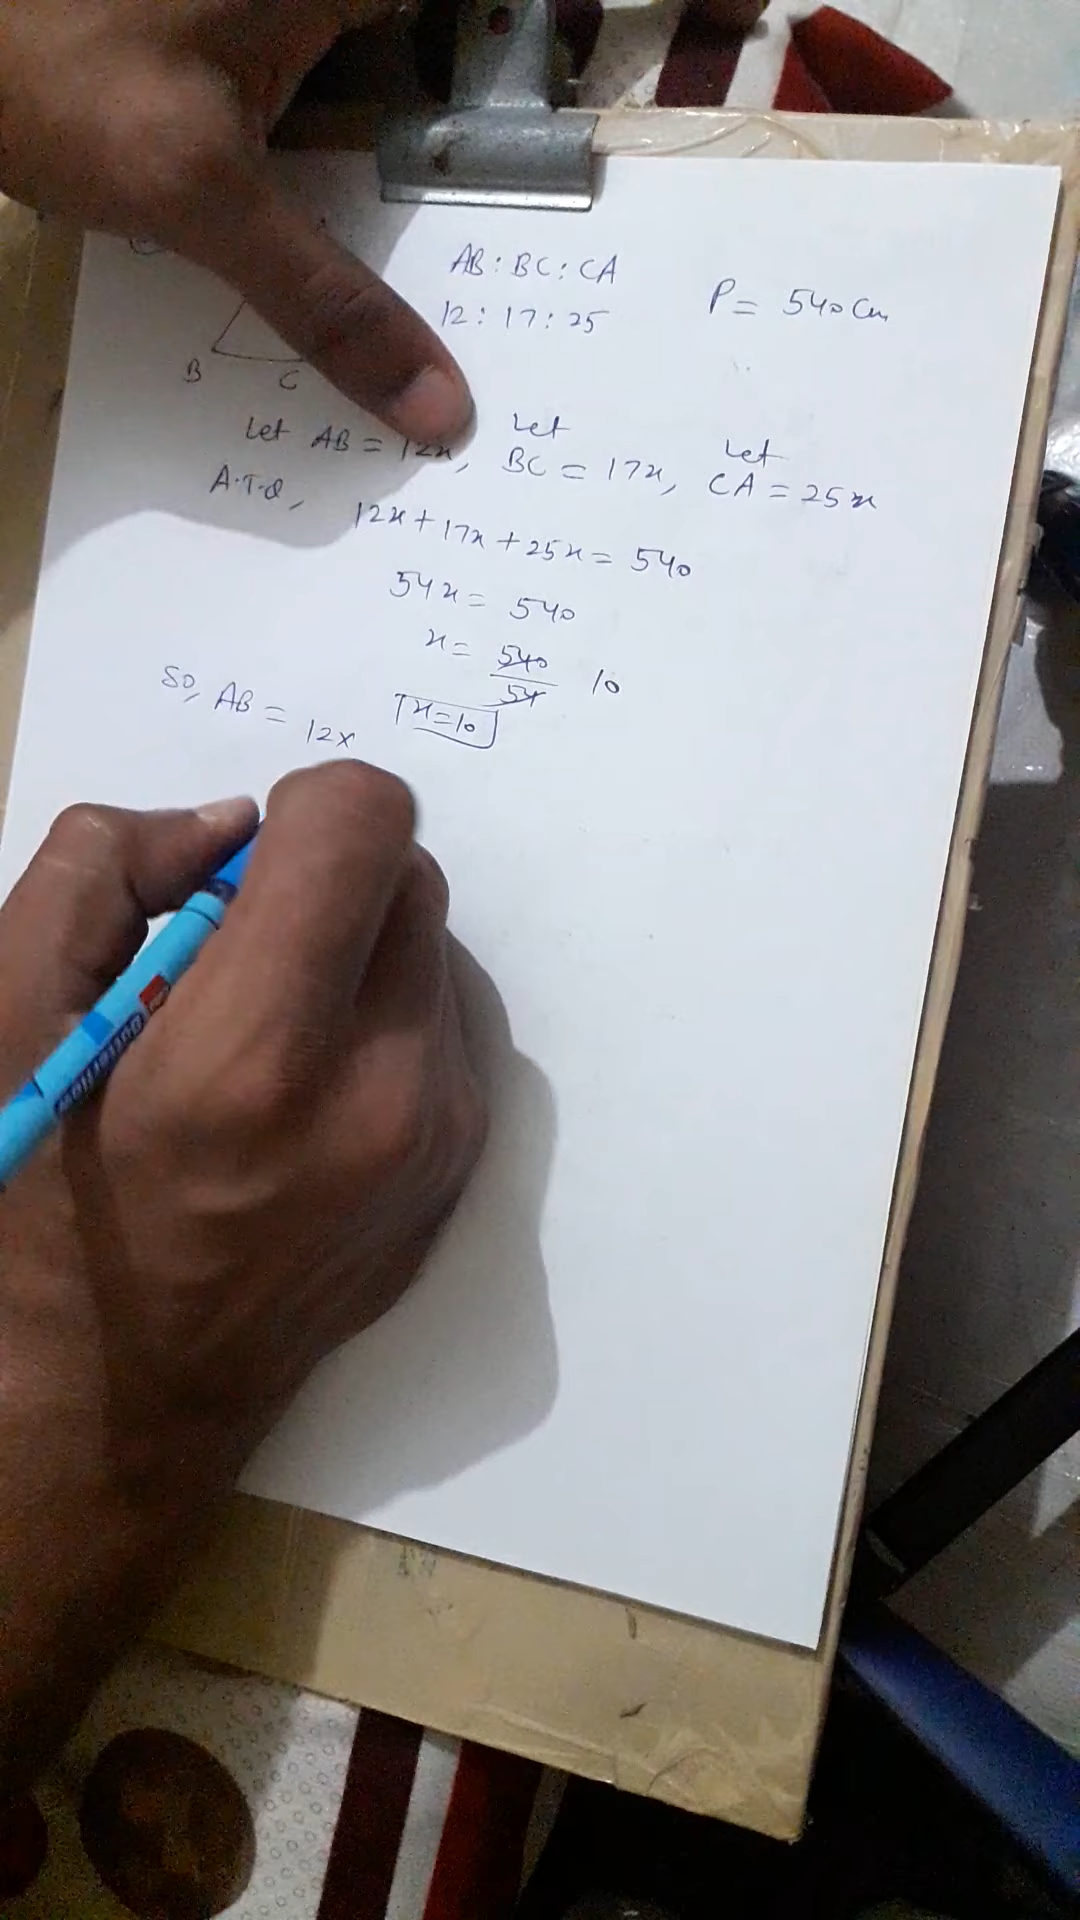 AB : BC : CA
12 : 17 : 25
P = 540 Cm
B C
Let AB = 12x, Let BC = 17x, Let CA = 25x
A.T.Q, 12x + 17x + 25x = 540
54x = 540
x = 540/54 10
x = 10
So, AB = 12x
Butterflow